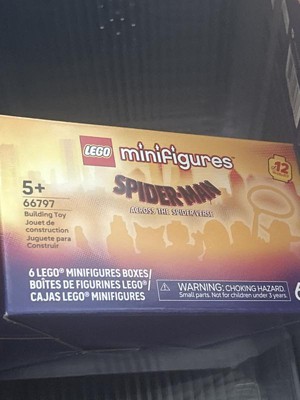 LEGO minifigures
12
SPIDER-MAN
ACROSS THE SPIDER-VERSE
5+
66797
Building Toy
Jouet de
construction
Juguete para
Construir
6 LEGO® MINIFIGURES BOXES/
BOÎTES DE FIGURINES LEGO®/
CAJAS LEGO® MINIFIGURES
WARNING: CHOKING HAZARD.
Small parts. Not for children under 3 years.
6